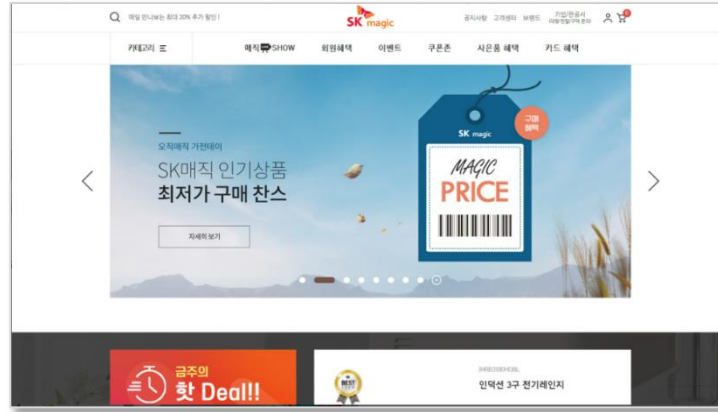 매일 만나보는 최대 20% 추가 할인 !
SK magic
공지사항 고객센터 브랜드 기업/관공서
카테고리
매직 SHOW 회원혜택 이벤트 쿠폰존 사은품 혜택 카드 혜택
오직매직 가전데이
SK매직 인기상품
최저가 구매 찬스
자세히 보기
SK magic
구매
혜택
MAGIC
PRICE
금주의
핫 Deal!!
BEST
인덕션 3구 전기레인지